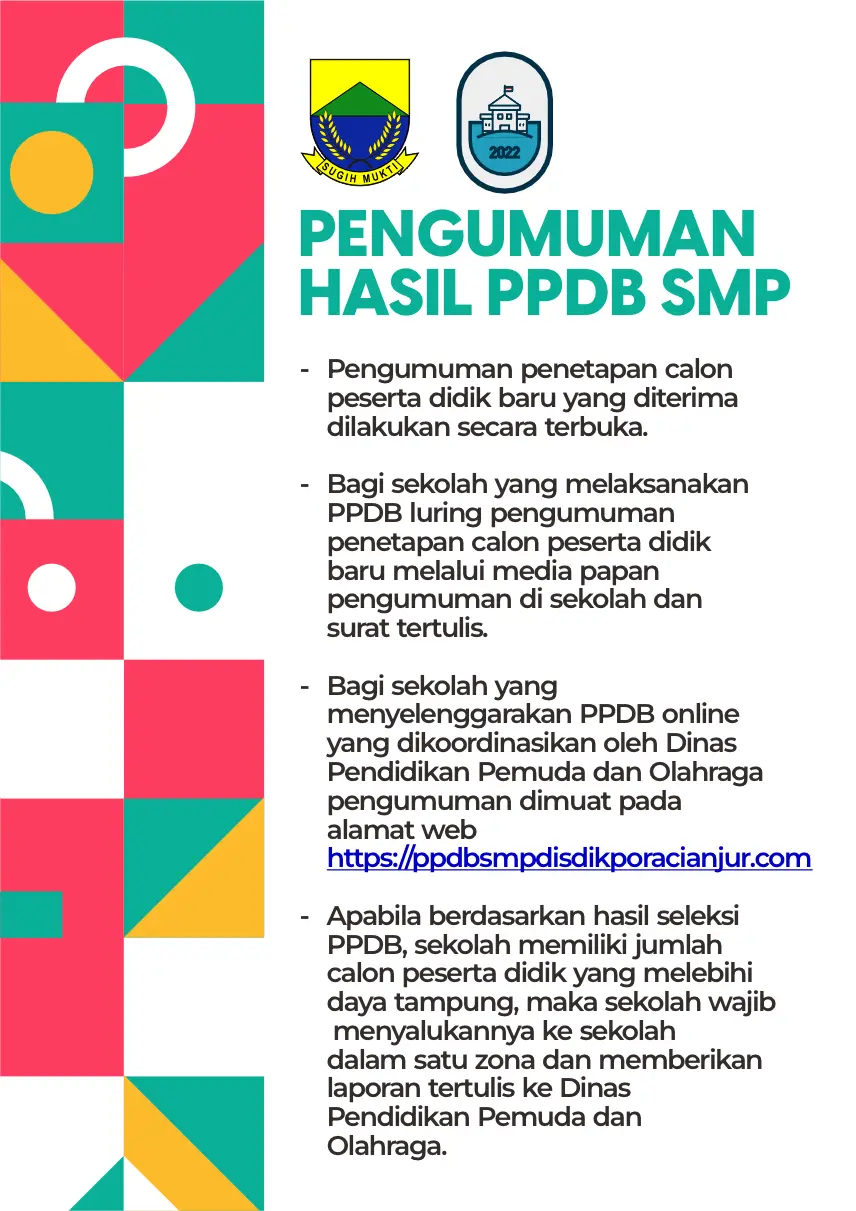 SUGIH MUKTI
2022
PENGUMUMAN
HASIL PPDB SMP
- Pengumuman penetapan calon
peserta didik baru yang diterima
dilakukan secara terbuka.
- Bagi sekolah yang melaksanakan
PPDB luring pengumuman
penetapan calon peserta didik
baru melalui media papan
pengumuman di sekolah dan
surat tertulis.
- Bagi sekolah yang
menyelenggarakan PPDB online
yang dikoordinasikan oleh Dinas
Pendidikan Pemuda dan Olahraga
pengumuman dimuat pada
alamat web
https://ppdbsmpdisdikporacianjur.com
- Apabila berdasarkan hasil seleksi
PPDB, sekolah memiliki jumlah
calon peserta didik yang melebihi
daya tampung, maka sekolah wajib
menyalukannya ke sekolah
dalam satu zona dan memberikan
laporan tertulis ke Dinas
Pendidikan Pemuda dan
Olahraga.